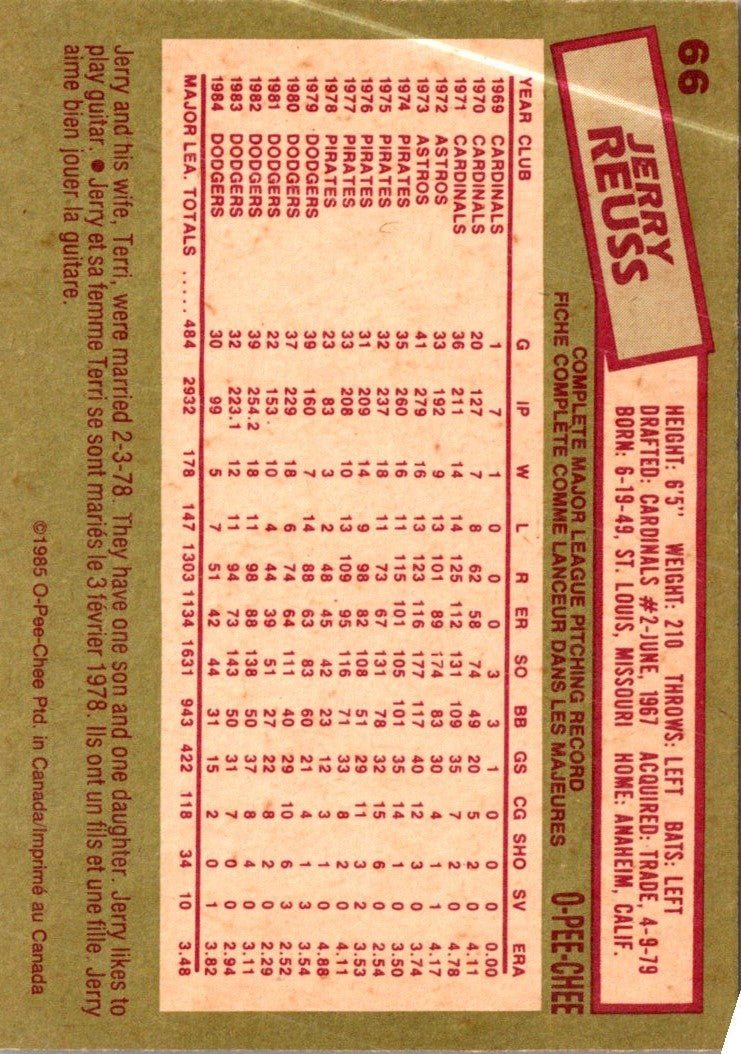 66
JERRY
REUSS
HEIGHT: 6'5" WEIGHT: 210 THROWS: LEFT BATS: LEFT
DRAFTED: CARDINALS #2-JUNE, 1967 ACQUIRED: TRADE, 4-9-79
BORN: 6-19-49, ST. LOUIS, MISSOURI HOME: ANAHEIM, CALIF.
COMPLETE MAJOR LEAGUE PITCHING RECORD
FICHE COMPLÈTE COMME LANCEUR DANS LES MAJEURES
O-PEE-CHEE
YEAR CLUB G IP W L R ER SO BB GS CG SHO SV ERA
1969 CARDINALS 1 7 1 0 0 0 3 3 1 0 0 0 0.00
1970 CARDINALS 20 127 7 8 62 58 74 49 20 5 2 0 4.11
1971 CARDINALS 36 211 14 14 125 112 131 109 35 7 2 0 4.78
1972 ASTROS 33 192 9 13 101 89 174 83 30 4 1 1 4.17
1973 ASTROS 41 279 16 13 123 116 177 117 40 12 3 0 3.74
1974 PIRATES 35 260 16 11 115 101 105 101 35 14 1 0 3.50
1975 PIRATES 32 237 18 11 73 67 131 78 32 15 6 0 2.54
1976 PIRATES 31 209 14 9 98 82 108 51 29 11 3 2 3.53
1977 PIRATES 33 208 10 13 109 95 116 71 33 8 2 0 4.11
1978 PIRATES 23 83 3 2 48 45 42 23 12 3 1 0 4.88
1979 DODGERS 39 160 7 14 88 63 83 60 21 4 1 3 3.54
1980 DODGERS 37 229 18 6 74 64 111 40 29 10 6 3 2.52
1981 DODGERS 22 153 10 4 44 39 51 27 22 8 2 0 2.29
1982 DODGERS 39 254.2 18 11 98 88 138 50 37 8 4 0 3.11
1983 DODGERS 32 223.1 12 11 94 73 143 50 31 7 0 0 2.94
1984 DODGERS 30 99 5 7 51 42 44 31 15 2 0 1 3.82
MAJOR LEA. TOTALS ..... 484 2932 178 147 1303 1134 1631 943 422 118 34 10 3.48
Jerry and his wife, Terri, were married 2-3-78. They have one son and one daughter. Jerry likes to
play guitar. ● Jerry et sa femme Terri se sont mariés le 3 février 1978. Ils ont un fils et une fille. Jerry
aime bien jouer la guitare.
©1985 O-Pee-Chee Ptd. in Canada/Imprimé au Canada